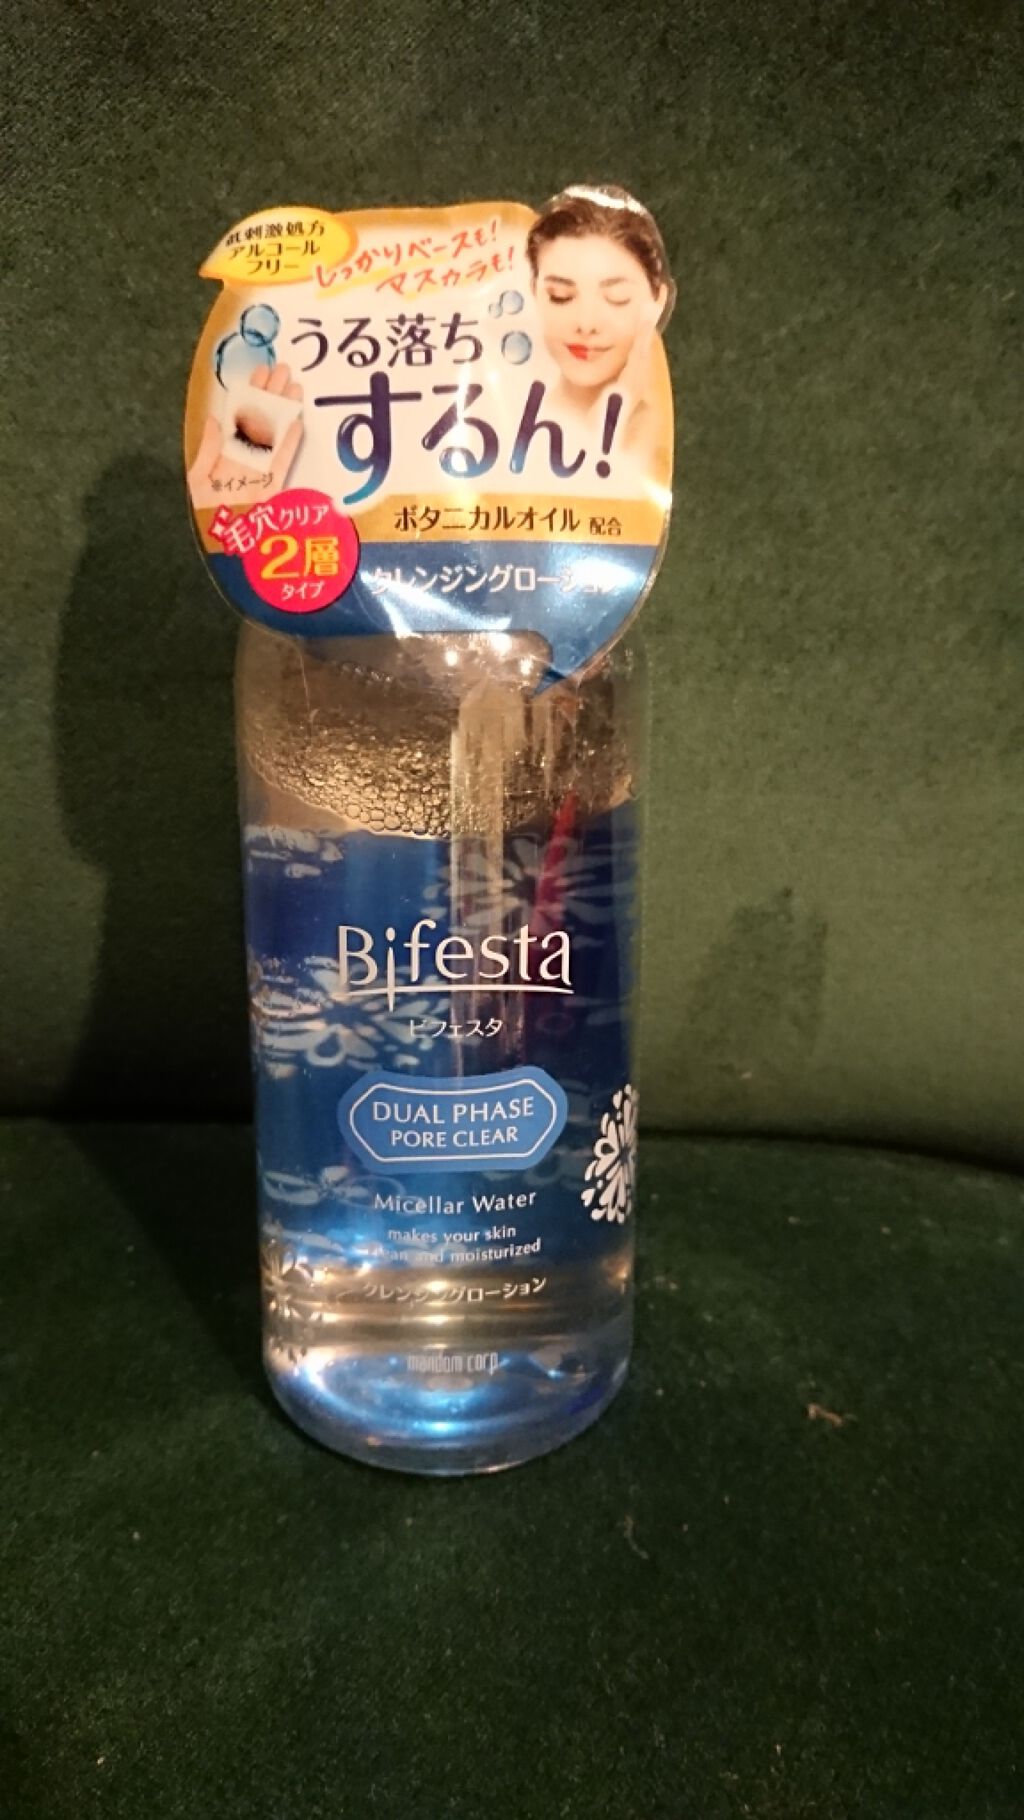 低刺激処方
アルコール
フリー
しっかりベースも!
マスカラも!
うる落ち
するん!
※イメージ
毛穴クリア
2層
タイプ
ボタニカルオイル 配合
クレンジングローション
Bifesta
ビフェスタ
DUAL PHASE
PORE CLEAR
Micellar Water
makes your skin
clean and moisturized
クレンジングローション
mandom corp